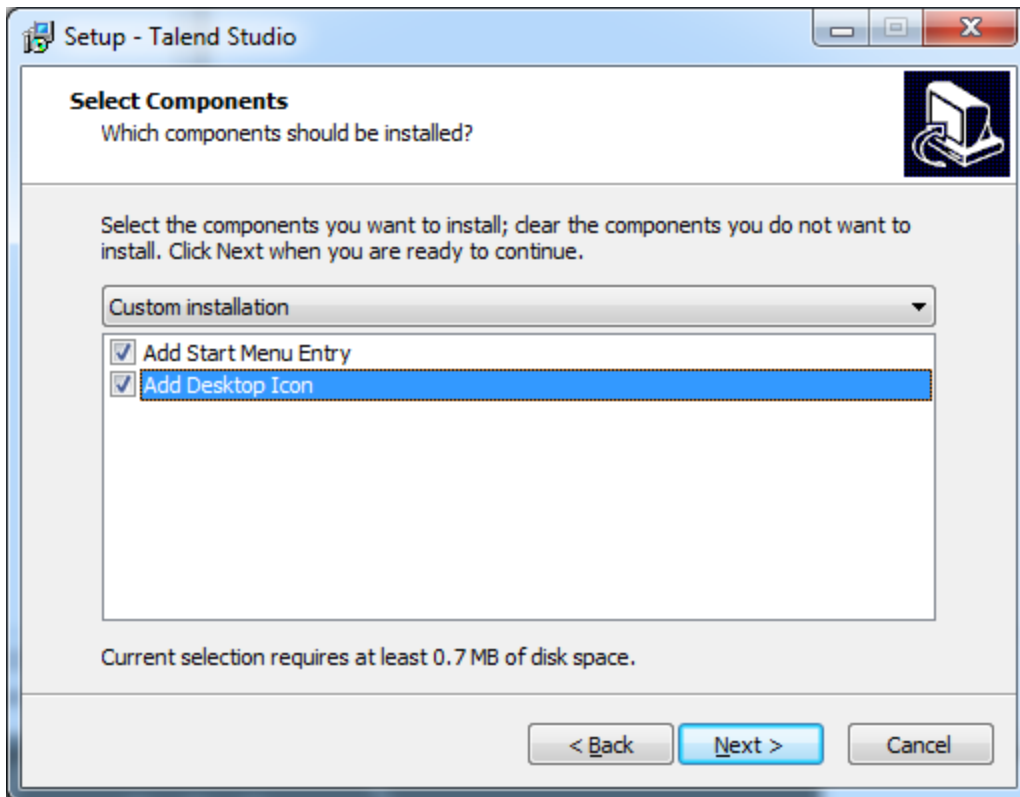 Setup - Talend Studio
Select Components
Which components should be installed?
Select the components you want to install; clear the components you do not want to
install. Click Next when you are ready to continue.
Custom installation
Add Start Menu Entry
Add Desktop Icon
Current selection requires at least 0.7 MB of disk space.
< Back Next > Cancel